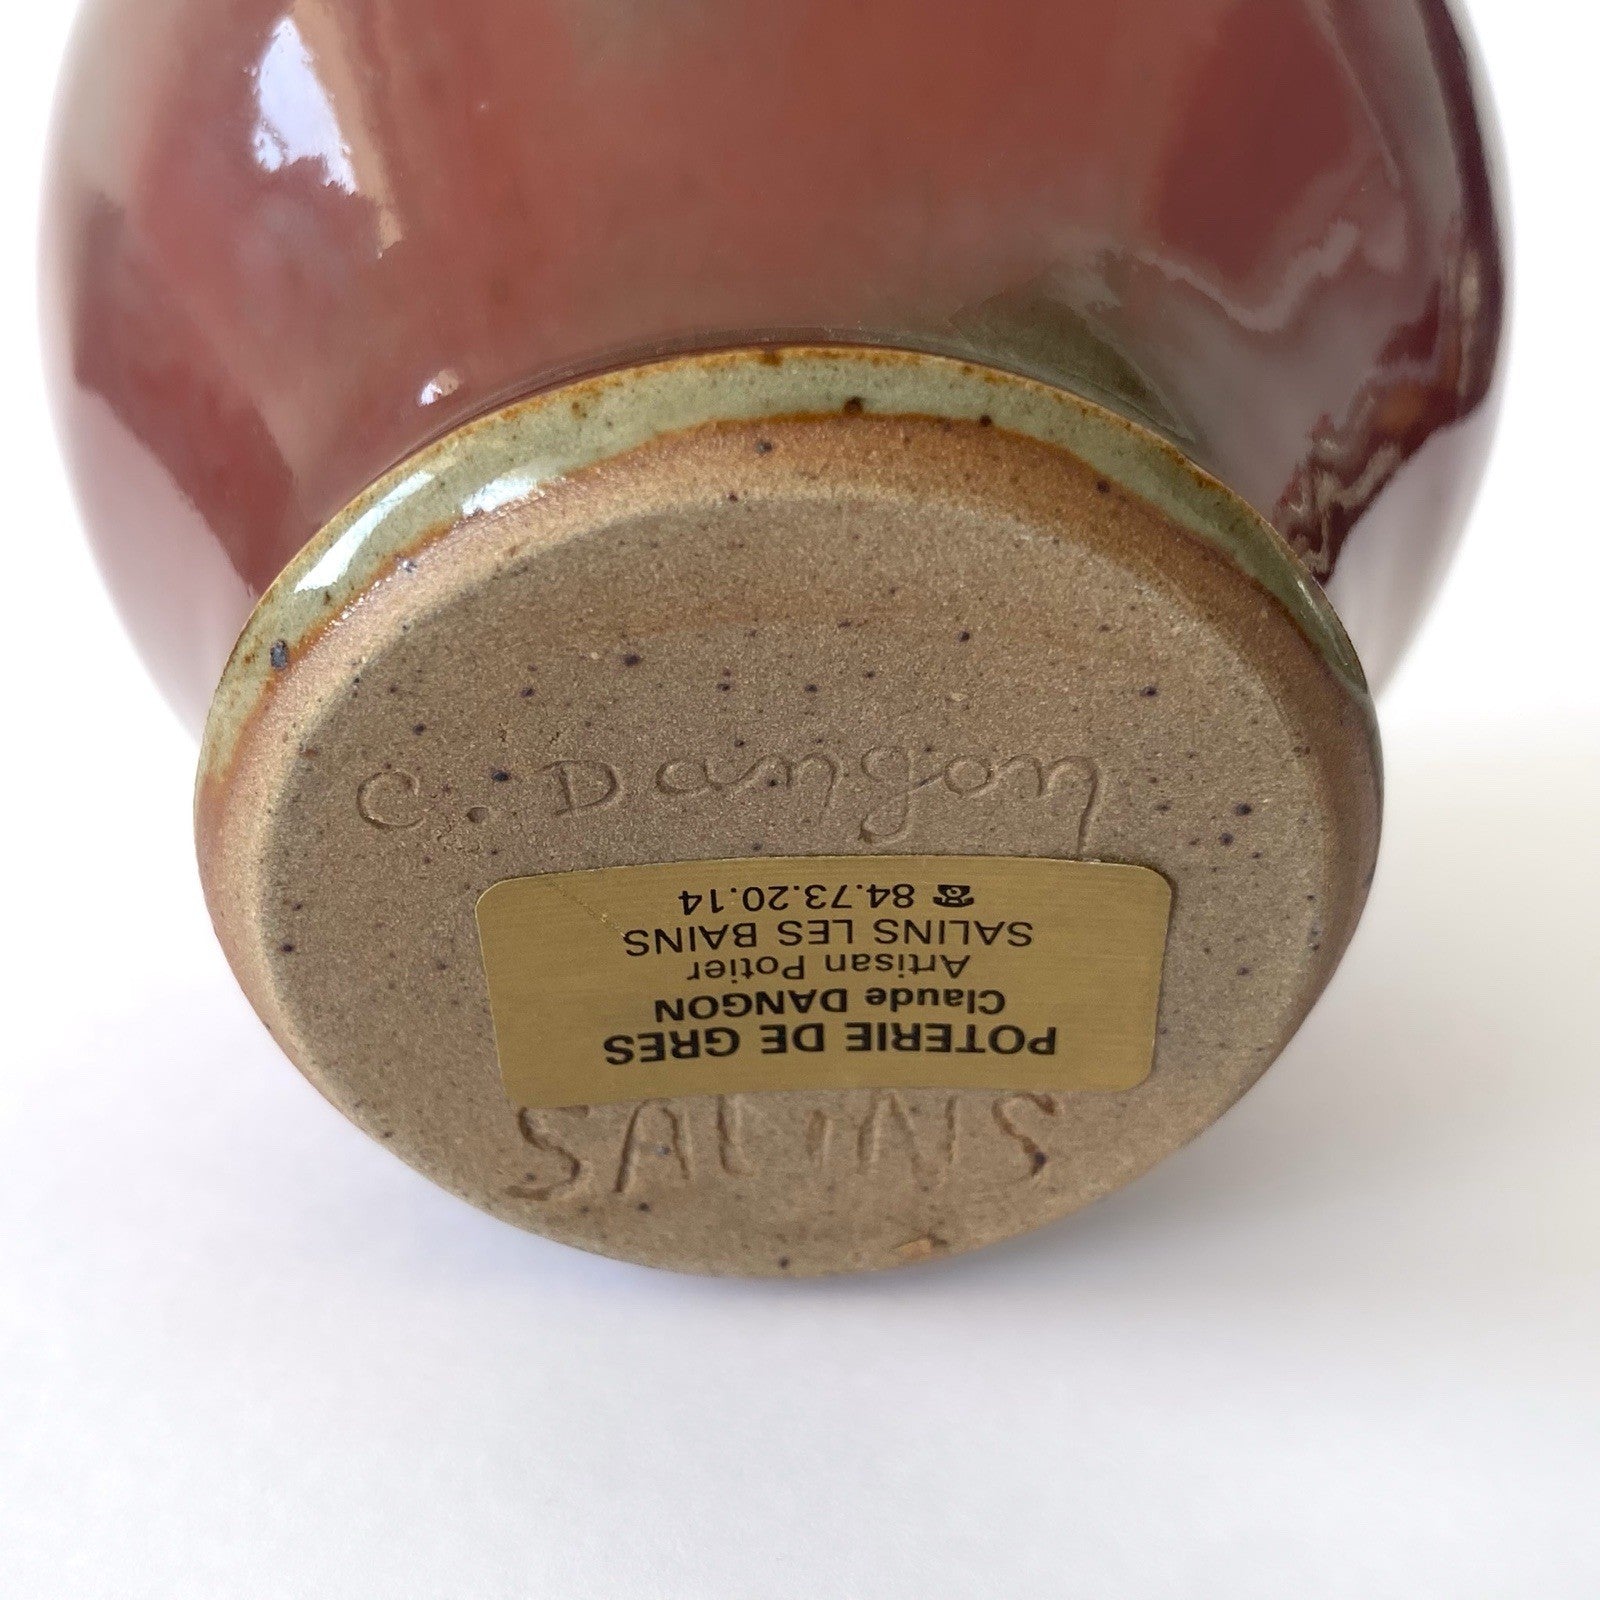 C. Dangon
POTERIE DE GRES
Claude DANGON
Artisan Potier
SALINS LES BAINS
☎ 84.73.20.14
SALINS